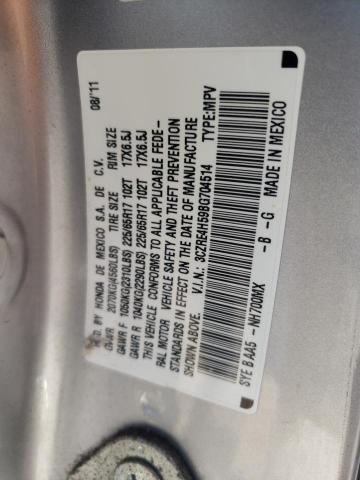 MFD. BY HONDA DE MEXICO S.A. DE C.V. 08/11
GVWR 2070KG(4560LBS) TIRE SIZE RIM SIZE
GAWR F 1050KG(2310LBS) 225/65R17 102T 17X6.5J
GAWR R 1040KG(2290LBS) 225/65R17 102T 17X6.5J
THIS VEHICLE CONFORMS TO ALL APPLICABLE FEDE-
RAL MOTOR VEHICLE SAFETY AND THEFT PREVENTION
STANDARDS IN EFFECT ON THE DATE OF MANUFACTURE
SHOWN ABOVE. V.I.N.: 3CZRE4H59BG704614 TYPE:MPV
SYE BAA5 -NH700MX -B -G MADE IN MEXICO